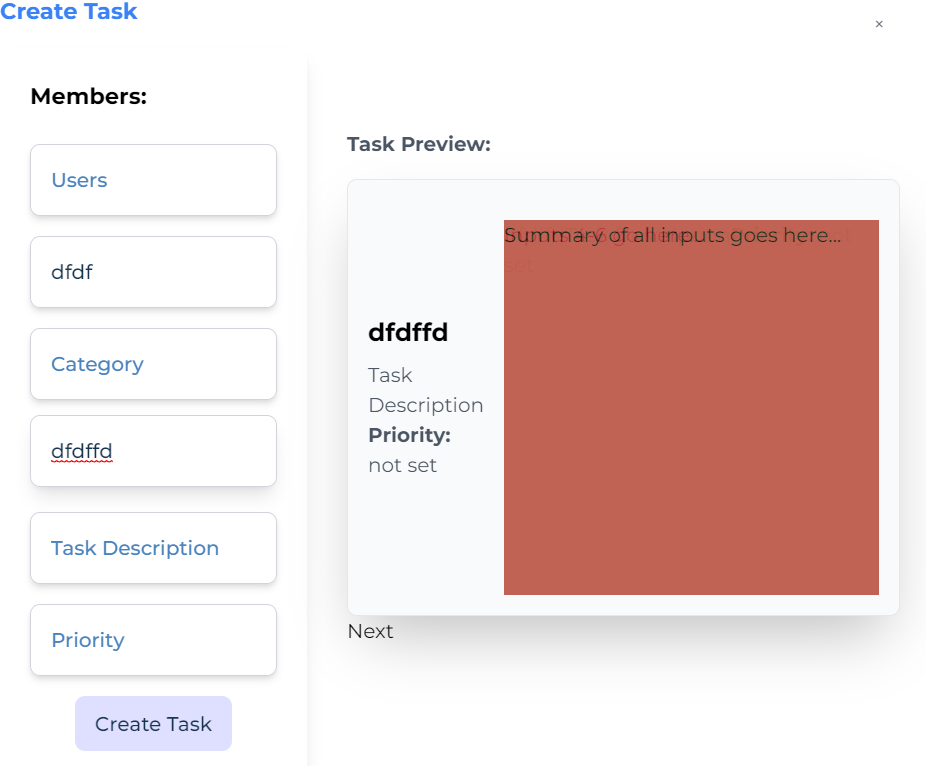 Create Task
×
Members:
Users
dfdf
Category
dfdffd
Task Description
Priority
Create Task
Task Preview:
dfdffd
Task
Description
Priority:
not set
Summary of all inputs goes here...
set
Next